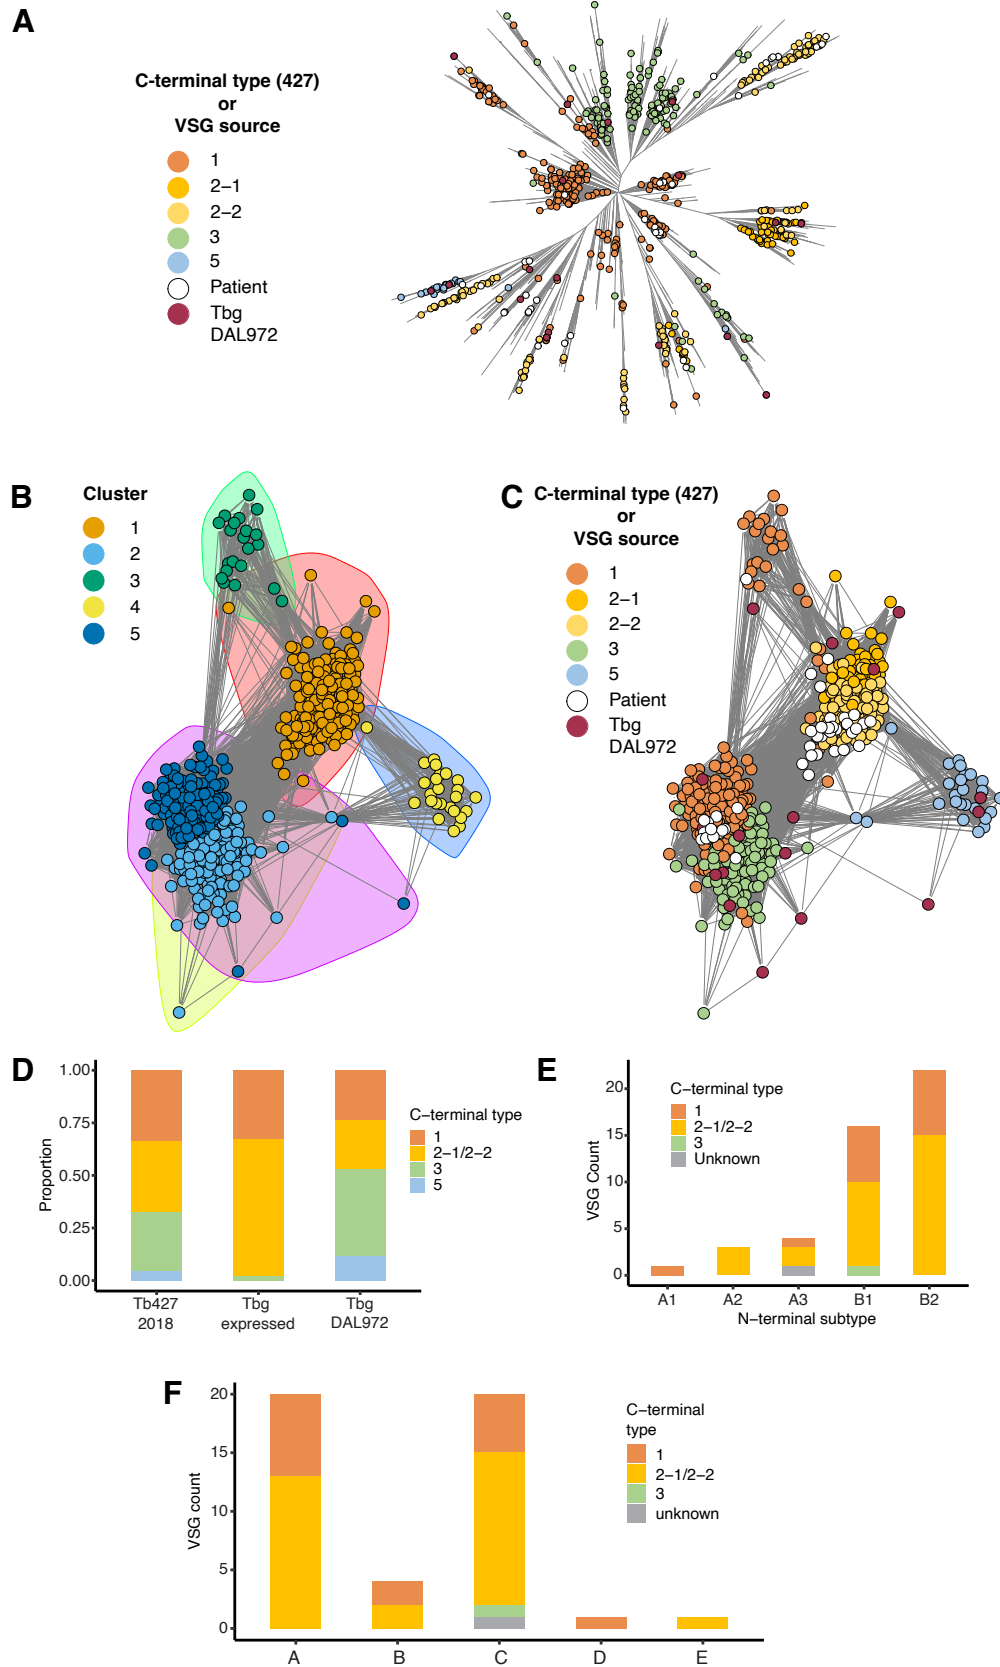 A
C-terminal type (427)
or
VSG source
1
2-1
2-2
3
5
Patient
Tbg
DAL972
B
Cluster
1
2
3
4
5
C
C-terminal type (427)
or
VSG source
1
2-1
2-2
3
5
Patient
Tbg
DAL972
D
Proportion
1.00
0.75
0.50
0.25
0.00
Tb427
2018
Tbg
expressed
Tbg
DAL972
C-terminal type
1
2-1/2-2
3
5
E
VSG Count
20
15
10
5
0
C-terminal type
1
2-1/2-2
3
Unknown
A1
A2
A3
B1
B2
N-terminal subtype
F
VSG count
20
15
10
5
0
C-terminal
type
1
2-1/2-2
3
unknown
A
B
C
D
E